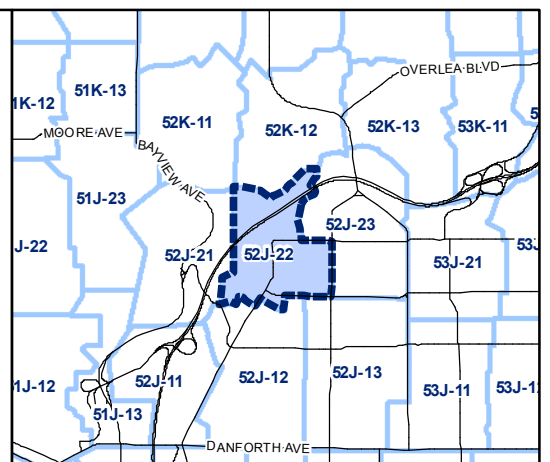 OVERLEA BLVD
51K-13
1K-12
52K-11
52K-12
52K-13
53K-11
MOORE AVE
BAYVIEW AVE
51J-23
52J-23
J-22
52J-21
52J-22
53J-21
53J
1J-12
52J-11
52J-12
52J-13
53J-11
53J-1
51J-13
DANFORTH AVE